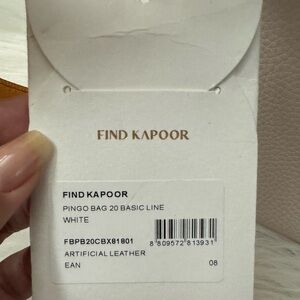 FIND KAPOOR
FIND KAPOOR
PINGO BAG 20 BASIC LINE
WHITE
FBPB20CBX81801
8 809572 813931
ARTIFICIAL LEATHER
EAN 08